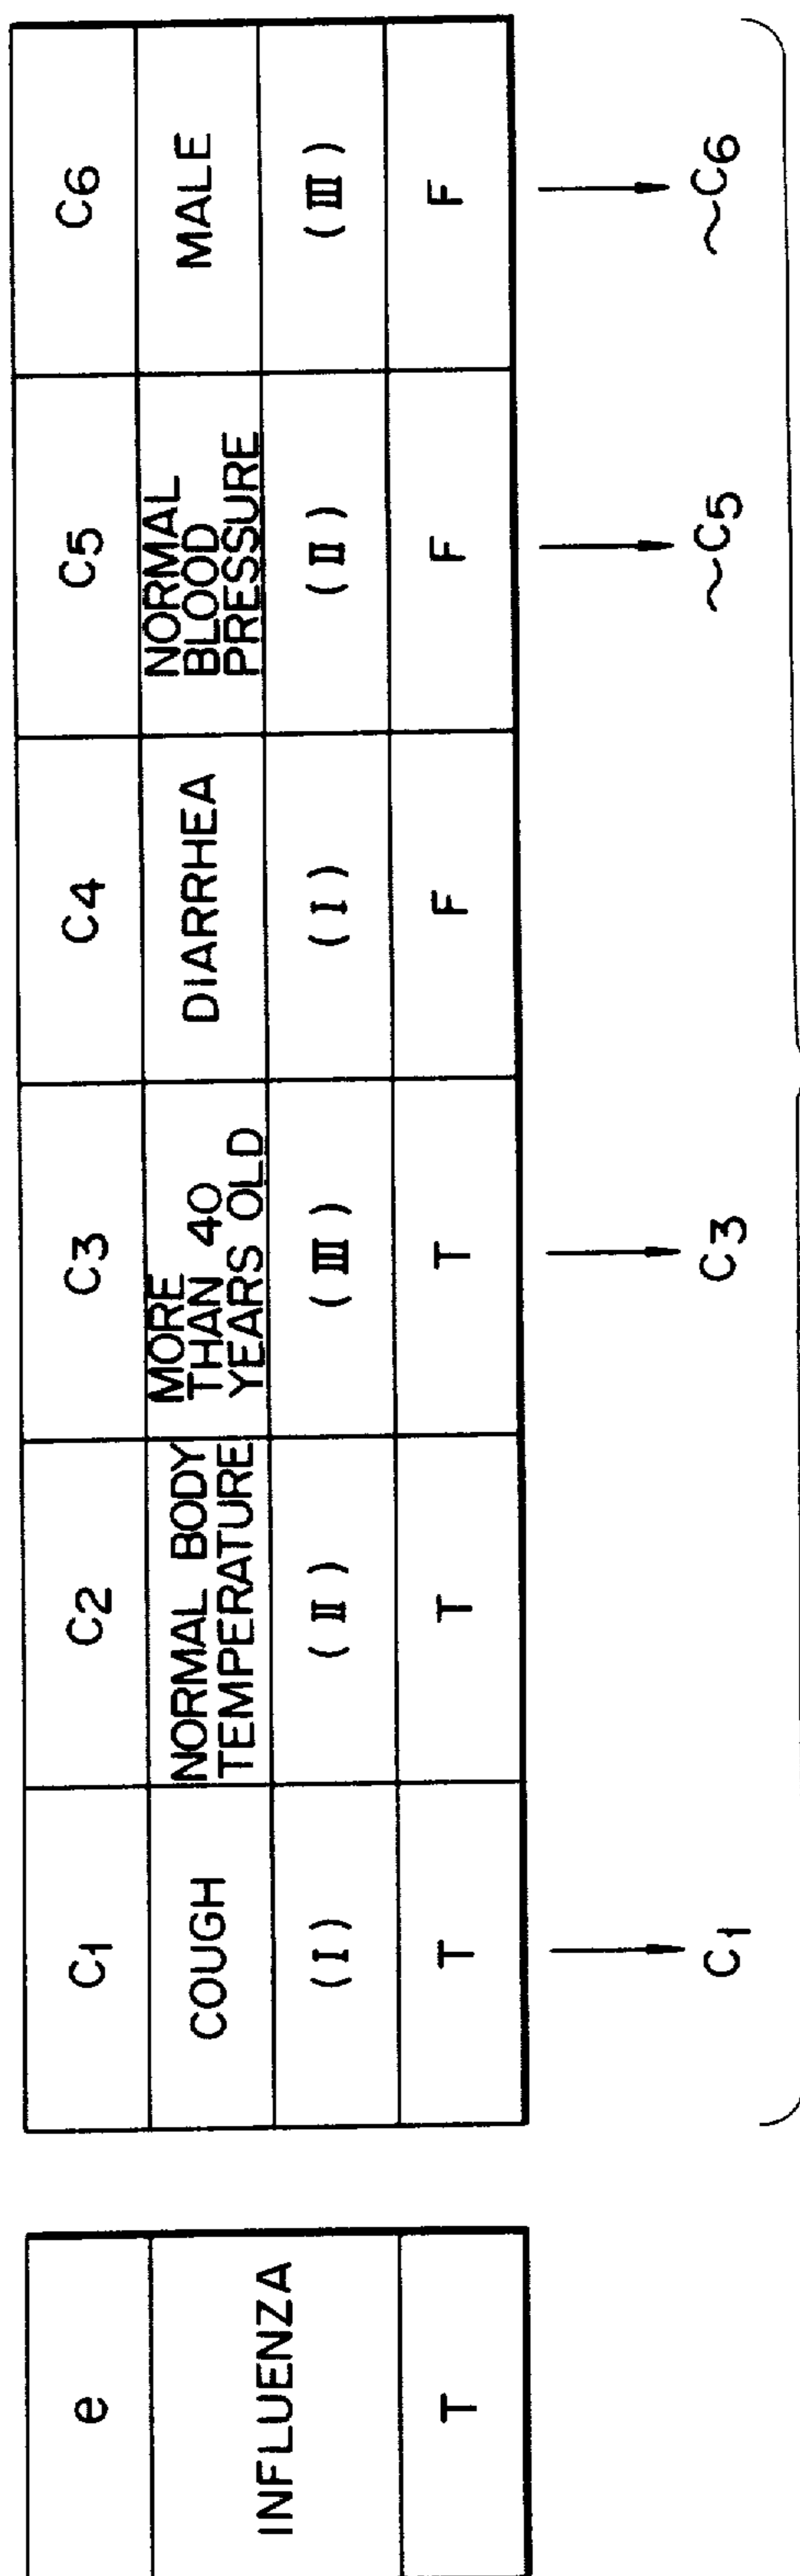 e
INFLUENZA
T
C1 C2 C3 C4 C5 C6
COUGH
NORMAL BODY
TEMPERATURE
MORE
THAN 40
YEARS OLD
DIARRHEA
NORMAL
BLOOD
PRESSURE
MALE
(I) (II) (III) (I) (II) (III)
T T T F F F
C1 C3 ~C5 ~C6